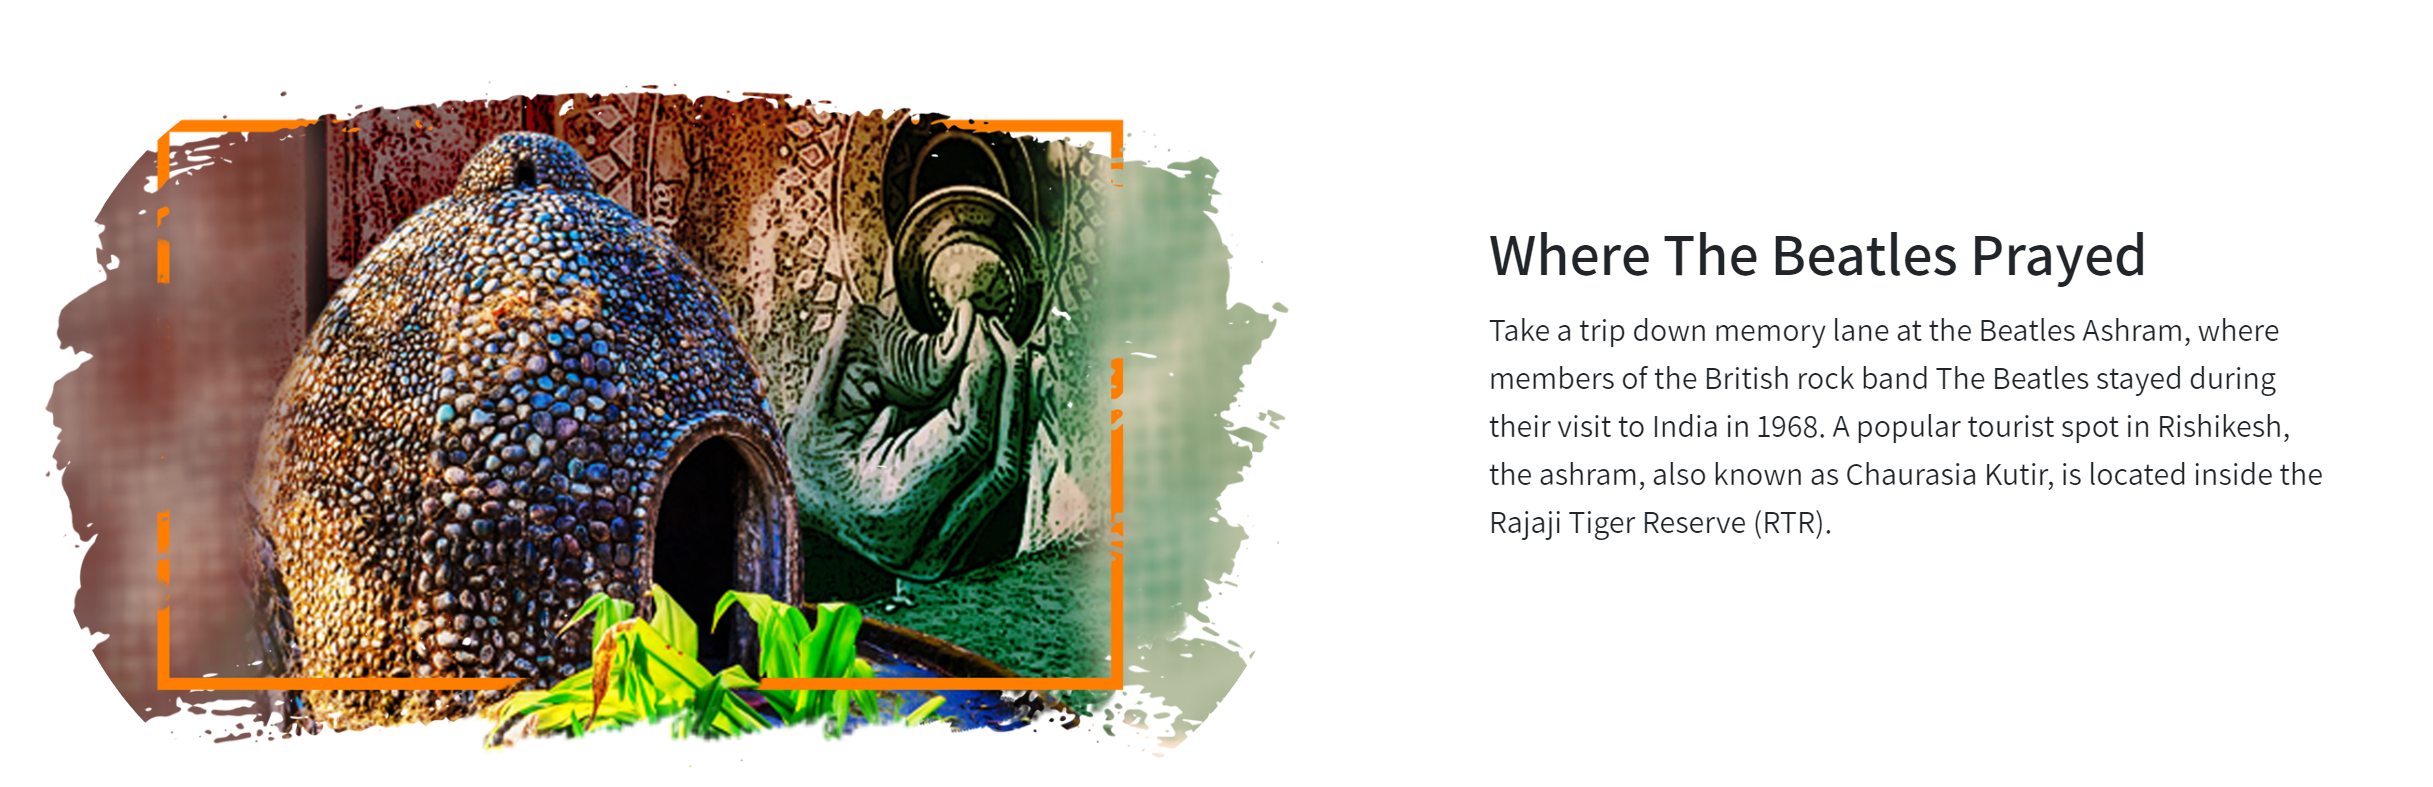 Where The Beatles Prayed
Take a trip down memory lane at the Beatles Ashram, where
members of the British rock band The Beatles stayed during
their visit to India in 1968. A popular tourist spot in Rishikesh,
the ashram, also known as Chaurasia Kutir, is located inside the
Rajaji Tiger Reserve (RTR).